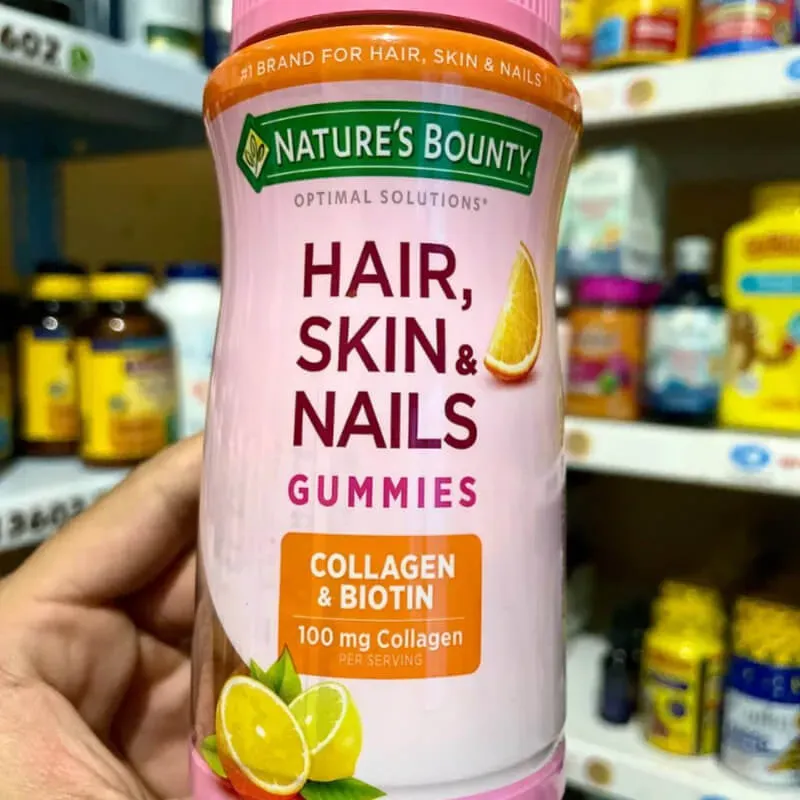 #1 BRAND FOR HAIR, SKIN & NAILS
NATURE'S BOUNTY
OPTIMAL SOLUTIONS®
HAIR,
SKIN &
NAILS
GUMMIES
COLLAGEN
& BIOTIN
100 mg Collagen
PER SERVING
3602